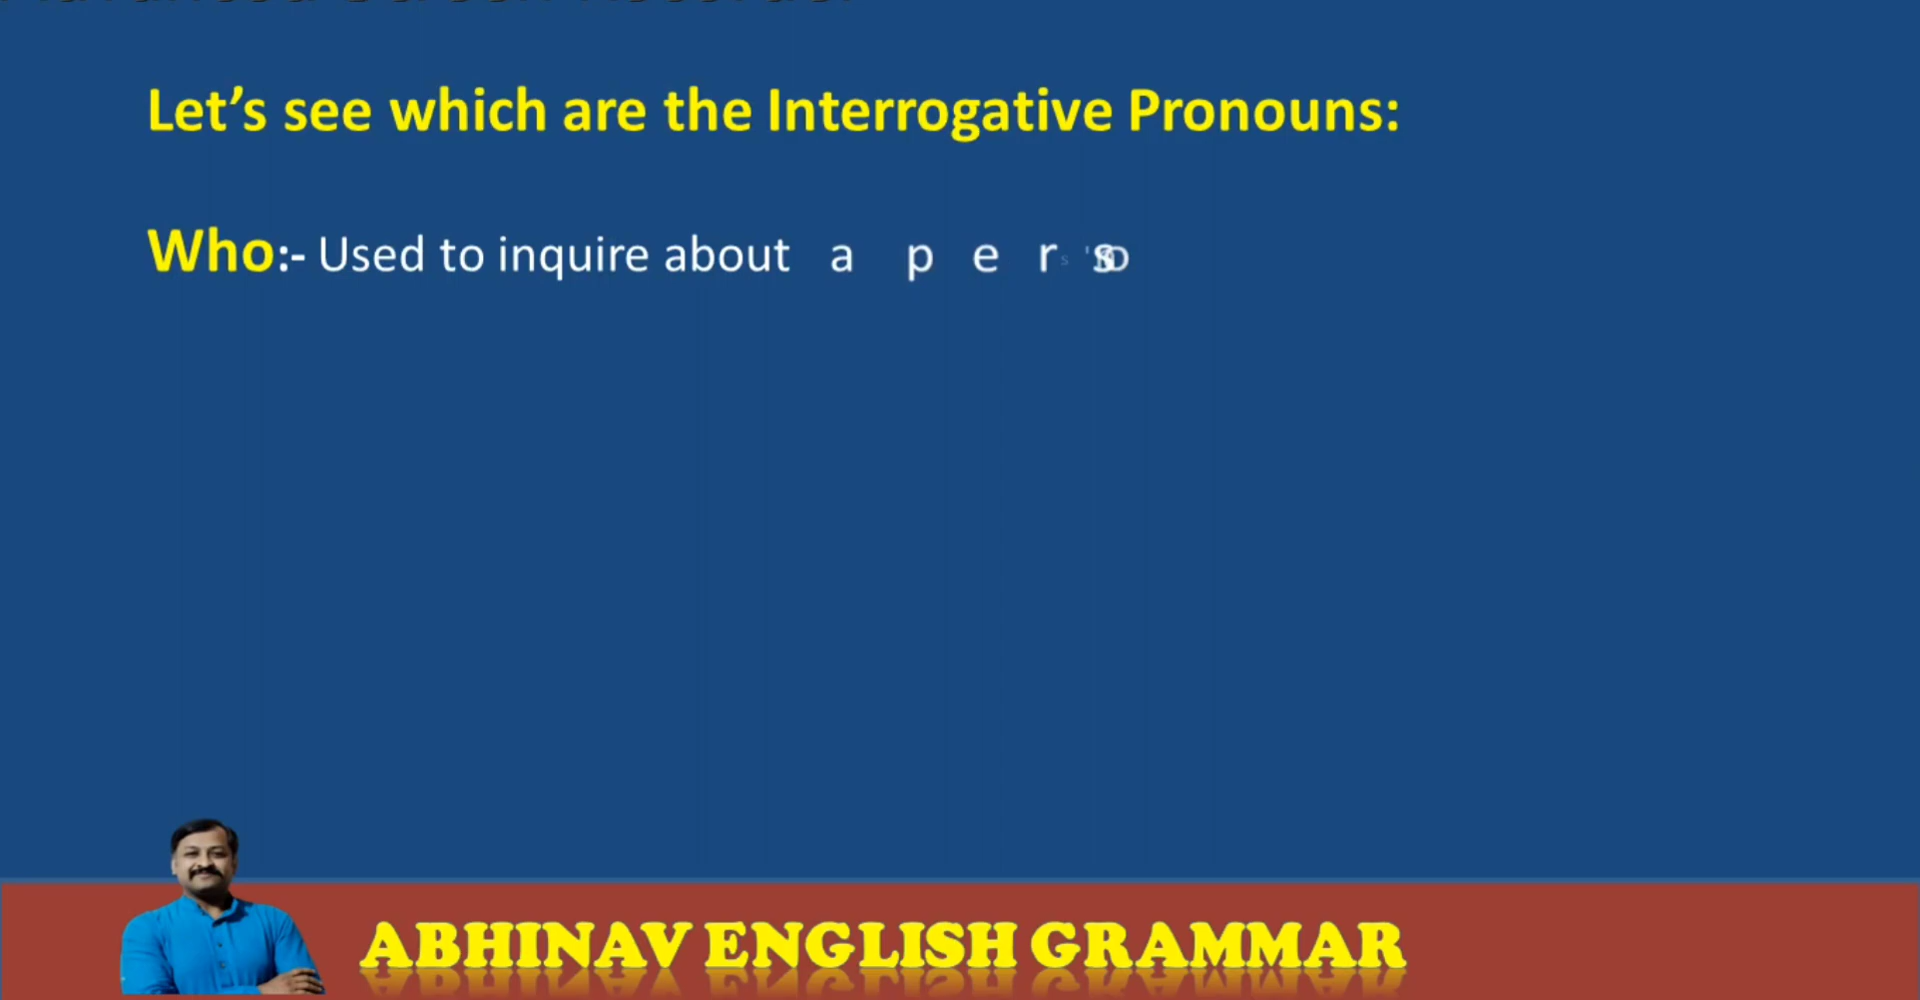 Let's see which are the Interrogative Pronouns:
Who:- Used to inquire about a p e r s
ABHINAV ENGLISH GRAMMAR